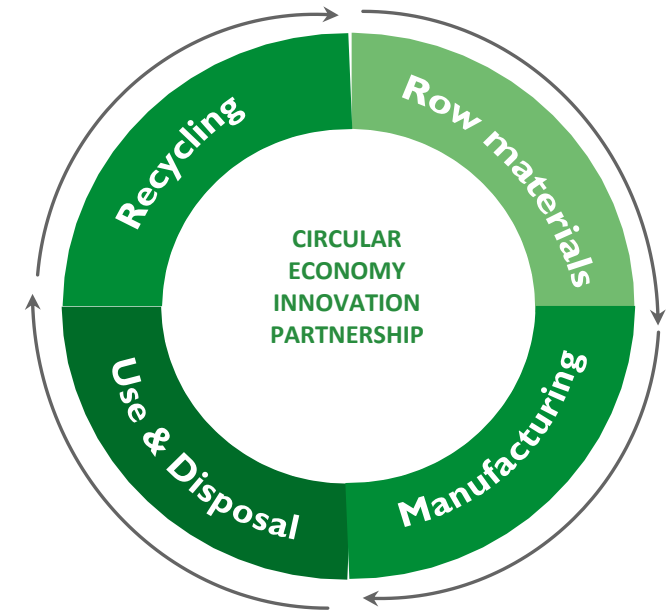 Recycling
Row materials
CIRCULAR
ECONOMY
INNOVATION
PARTNERSHIP
Use & Disposal
Manufacturing